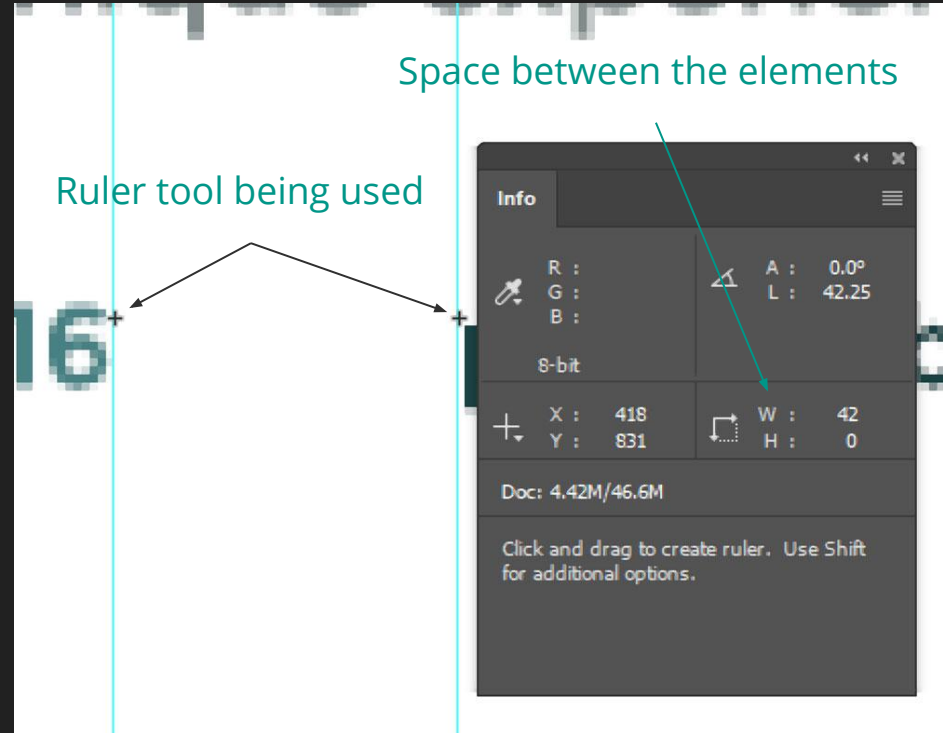 Space between the elements
Ruler tool being used
Info
R :
G :
B :
8-bit
A : 0.0º
L : 42.25
16
X : 418
Y : 831
W : 42
H : 0
Doc: 4.42M/46.6M
Click and drag to create ruler. Use Shift
for additional options.